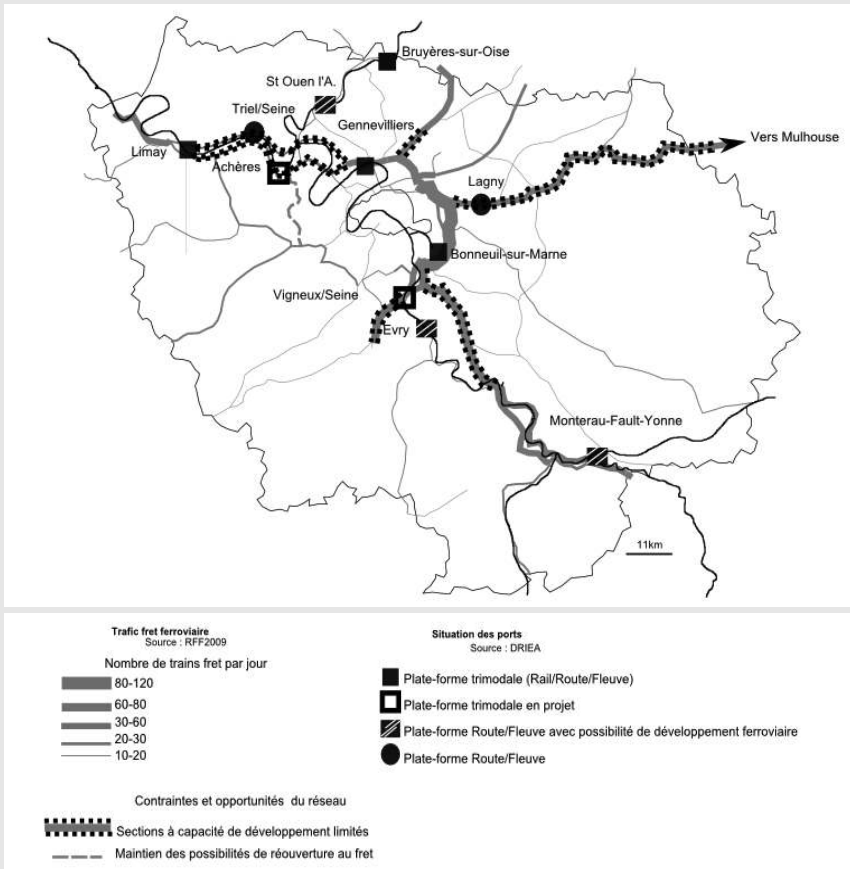 Bruyères-sur-Oise
St Ouen l'A.
Triel/Seine
Gennevilliers
Vers Mulhouse
Limay
Achères
Lagny
Bonneuil-sur-Marne
Vigneux/Seine
Evry
Monterau-Fault-Yonne
11km
Trafic fret ferroviaire
Source : RFF2009
Nombre de trains fret par jour
80-120
60-80
30-60
20-30
10-20
Situation des ports
Source : DRIEA
Plate-forme trimodale (Rail/Route/Fleuve)
Plate-forme trimodale en projet
Plate-forme Route/Fleuve avec possibilité de développement ferroviaire
Plate-forme Route/Fleuve
Contraintes et opportunités du réseau
Sections à capacité de développement limités
Maintien des possibilités de réouverture au fret